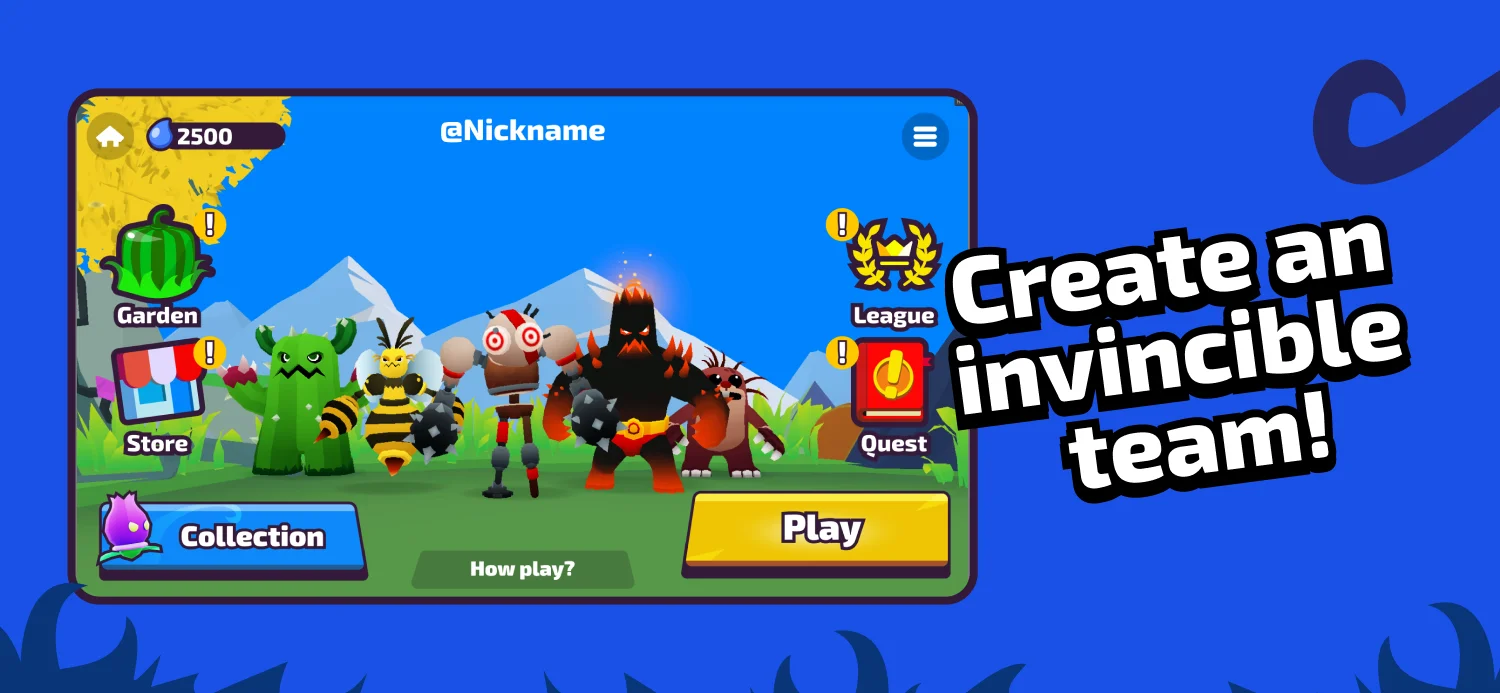 2500
@Nickname
!
Garden
!
League
!
Store
!
Quest
Collection
Play
How play?
Create an
invincible
team!